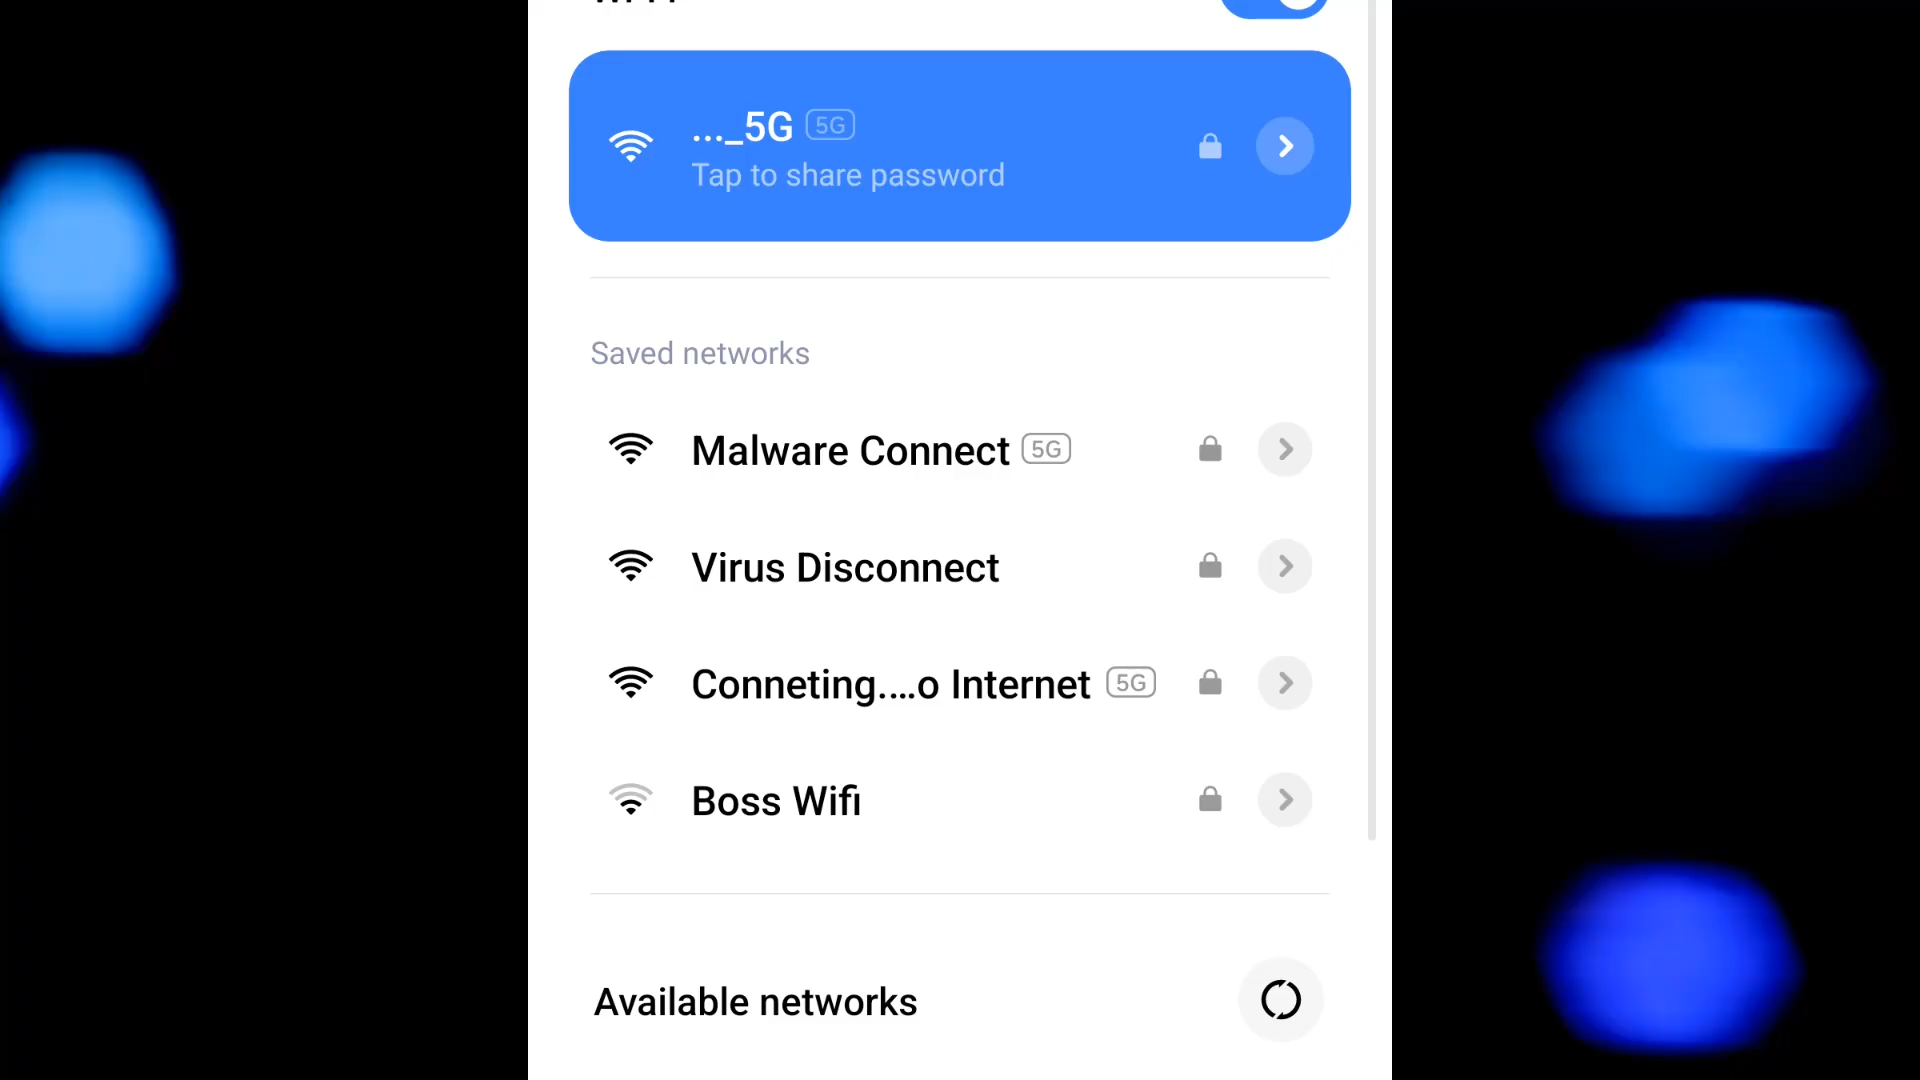 ..._5G 5G
Tap to share password
Saved networks
Malware Connect 5G
Virus Disconnect
Conneting....o Internet 5G
Boss Wifi
Available networks